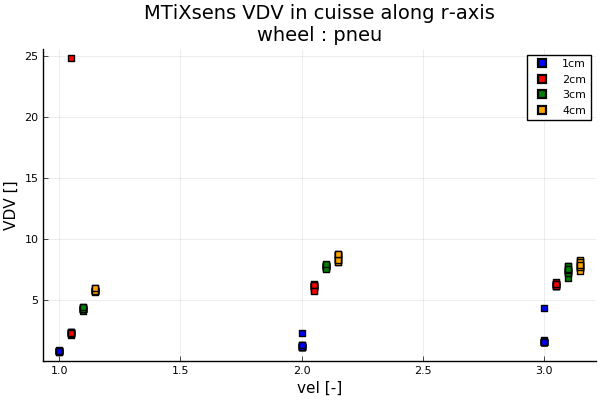 MTiXsens VDV in cuisse along r-axis
wheel : pneu
25
20
15
10
5
VDV []
1.0
1.5
2.0
2.5
3.0
vel [-]
1cm
2cm
3cm
4cm